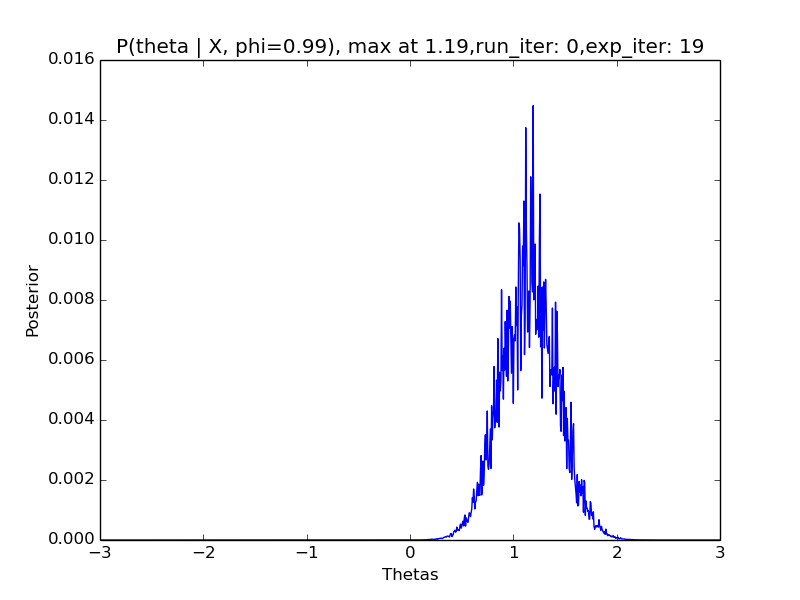 P(theta | X, phi=0.99), max at 1.19,run_iter: 0,exp_iter: 19
0.016
0.014
0.012
0.010
0.008
0.006
0.004
0.002
0.000
Posterior
−3 −2 −1 0 1 2 3
Thetas